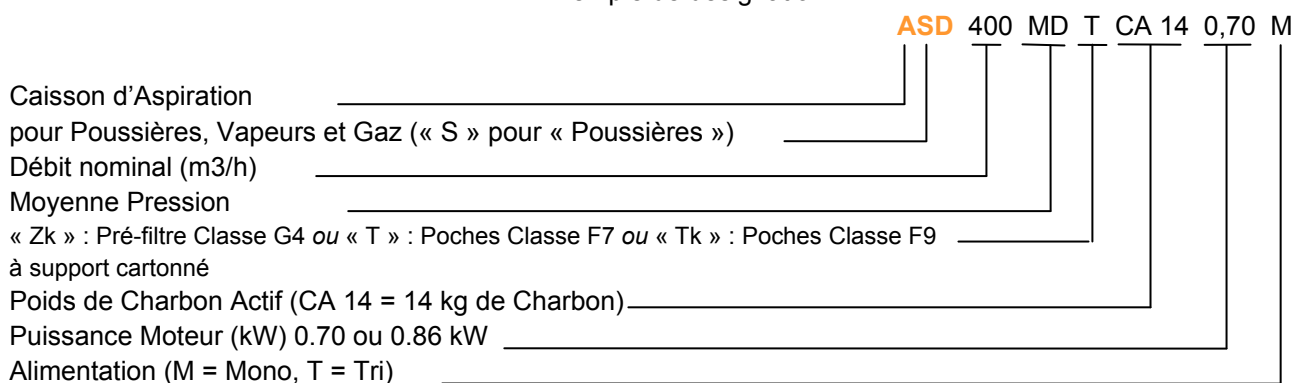 ASD 400 MD T CA 14 0,70 M
Caisson d’Aspiration
pour Poussières, Vapeurs et Gaz (« S » pour « Poussières »)
Débit nominal (m3/h)
Moyenne Pression
« Zk » : Pré-filtre Classe G4 ou « T » : Poches Classe F7 ou « Tk » : Poches Classe F9
à support cartonné
Poids de Charbon Actif (CA 14 = 14 kg de Charbon)
Puissance Moteur (kW) 0.70 ou 0.86 kW
Alimentation (M = Mono, T = Tri)